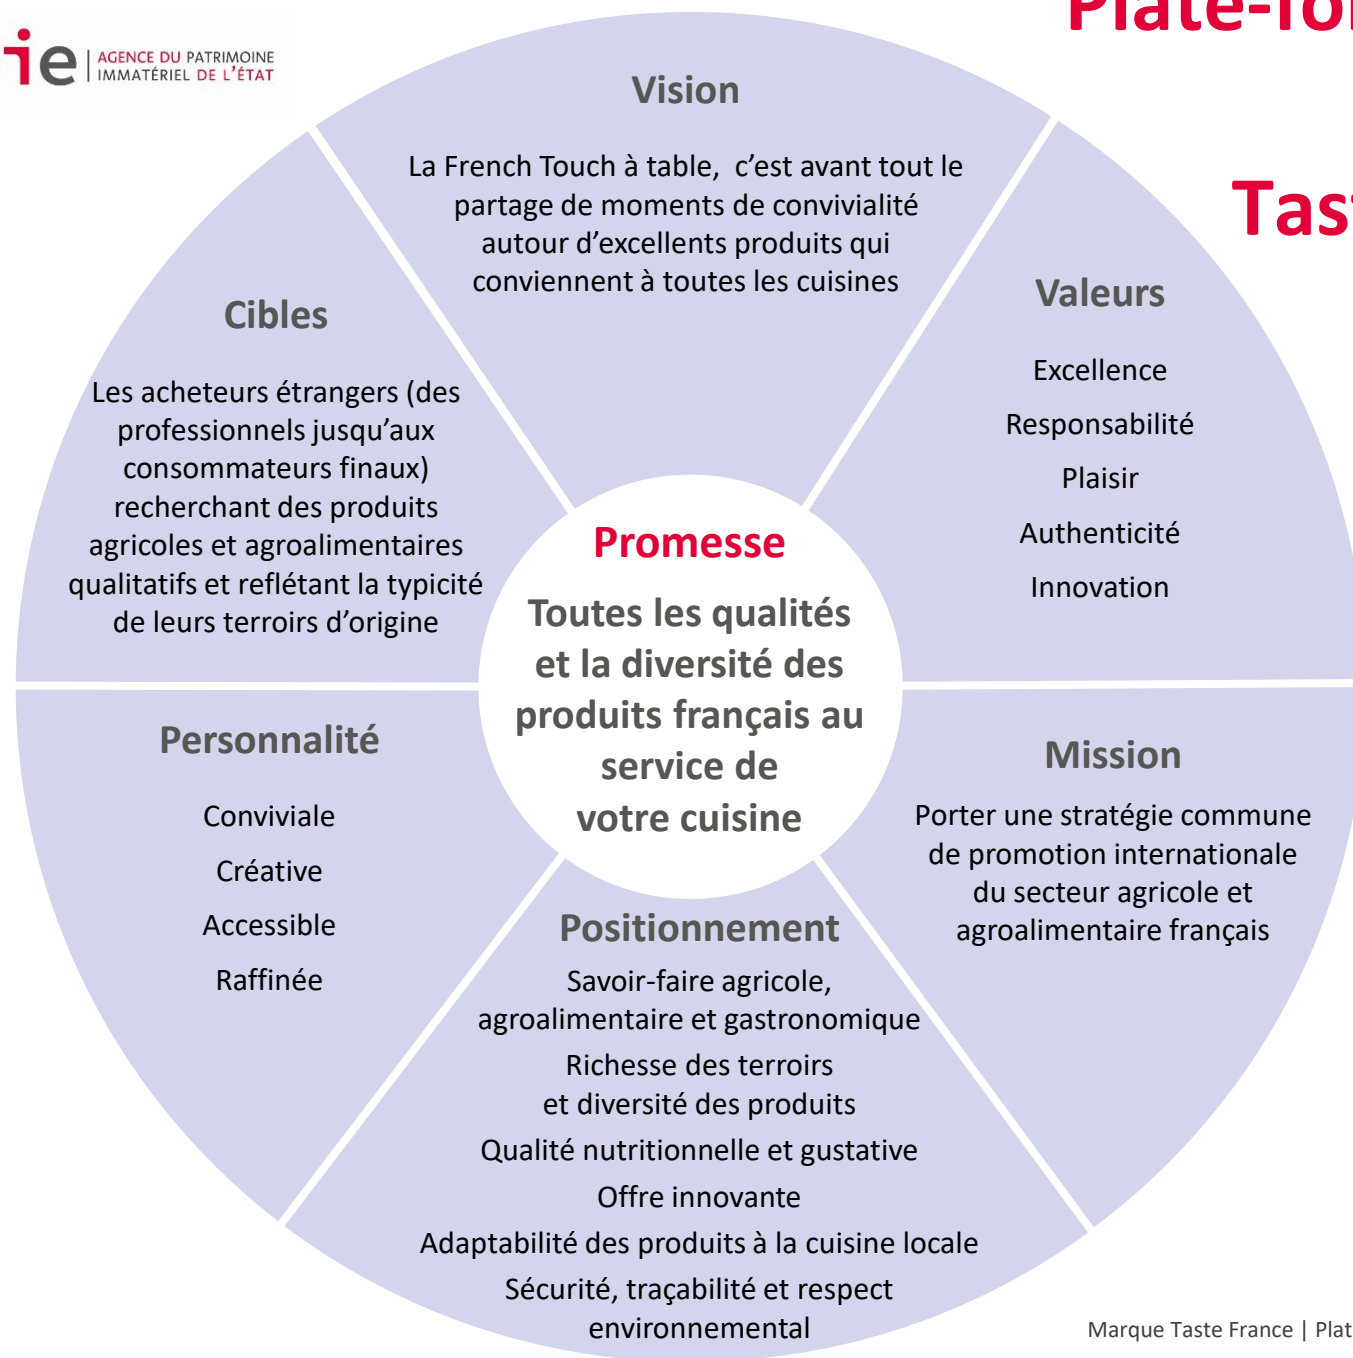 ie AGENCE DU PATRIMOINE
IMMATÉRIEL DE L'ÉTAT
Vision
La French Touch à table,  c'est avant tout le
partage de moments de convivialité
autour d'excellents produits qui
conviennent à toutes les cuisines
Valeurs
Excellence
Responsabilité
Plaisir
Authenticité
Innovation
Cibles
Les acheteurs étrangers (des
professionnels jusqu'aux
consommateurs finaux)
recherchant des produits
agricoles et agroalimentaires
qualitatifs et reflétant la typicité
de leurs terroirs d'origine
Promesse
Toutes les qualités
et la diversité des
produits français au
service de
votre cuisine
Personnalité
Conviviale
Créative
Accessible
Raffinée
Mission
Porter une stratégie commune
de promotion internationale
du secteur agricole et
agroalimentaire français
Positionnement
Savoir-faire agricole,
agroalimentaire et gastronomique
Richesse des terroirs
et diversité des produits
Qualité nutritionnelle et gustative
Offre innovante
Adaptabilité des produits à la cuisine locale
Sécurité, traçabilité et respect
environnemental
Marque Taste France |